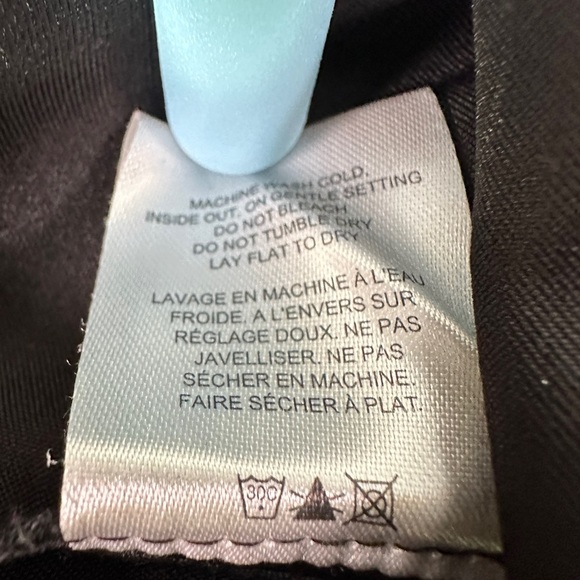 MACHINE WASH COLD.
INSIDE OUT. ON GENTLE SETTING
DO NOT BLEACH
DO NOT TUMBLE DRY
LAY FLAT TO DRY
LAVAGE EN MACHINE À L'EAU
FROIDE. A L'ENVERS SUR
RÉGLAGE DOUX. NE PAS
JAVELLISER. NE PAS
SÉCHER EN MACHINE.
FAIRE SÉCHER À PLAT.
30C